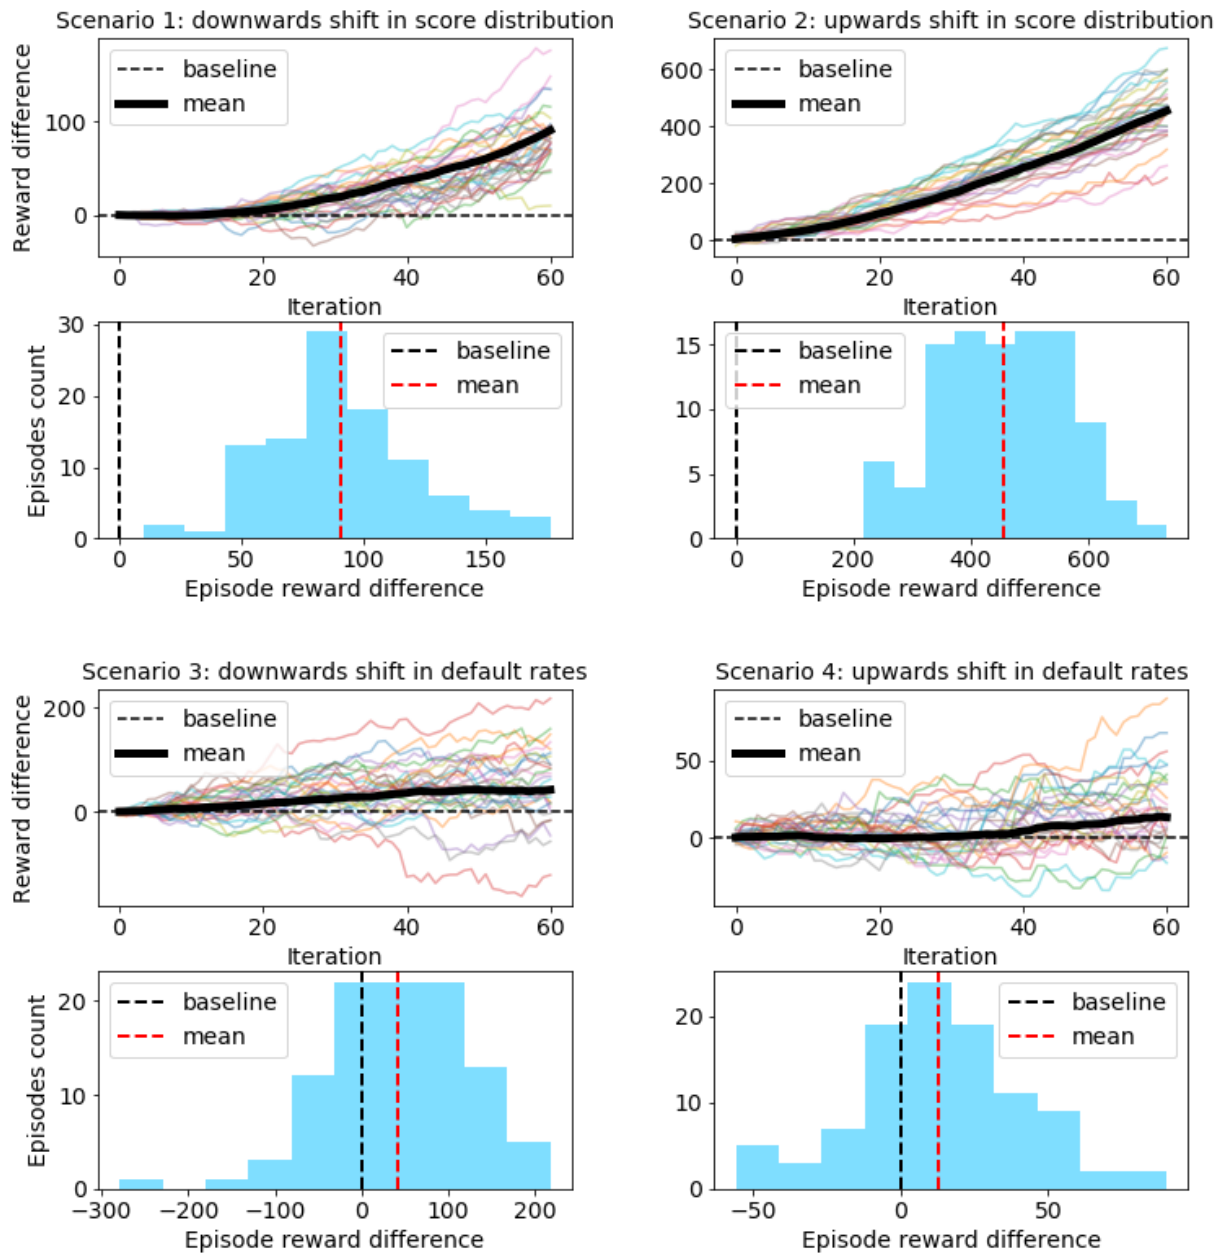 Scenario 1: downwards shift in score distribution
Reward difference
100
0
baseline
mean
0 20 40 60
Iteration
Episodes count
30
20
10
0
baseline
mean
0 50 100 150
Episode reward difference
Scenario 2: upwards shift in score distribution
600
400
200
0
baseline
mean
0 20 40 60
Iteration
15
10
5
0
baseline
mean
0 200 400 600
Episode reward difference
Scenario 3: downwards shift in default rates
Reward difference
200
100
0
baseline
mean
0 20 40 60
Iteration
Episodes count
20
10
0
baseline
mean
−300 −200 −100 0 100 200
Episode reward difference
Scenario 4: upwards shift in default rates
50
0
baseline
mean
0 20 40 60
Iteration
20
10
0
baseline
mean
−50 0 50
Episode reward difference